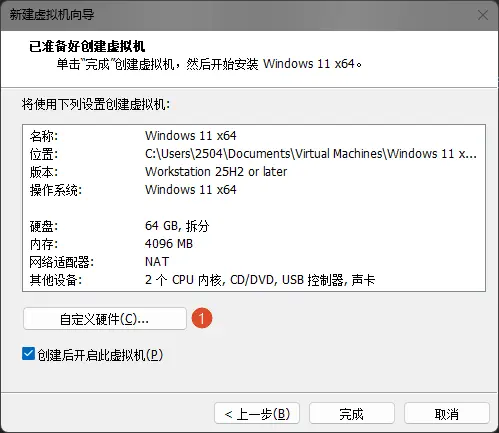 新建虚拟机向导
已准备好创建虚拟机
单击“完成”创建虚拟机，然后开始安装 Windows 11 x64。
将使用下列设置创建虚拟机:
名称: Windows 11 x64
位置: C:\Users\2504\Documents\Virtual Machines\Windows 11 x...
版本: Workstation 25H2 or later
操作系统: Windows 11 x64
硬盘: 64 GB, 拆分
内存: 4096 MB
网络适配器: NAT
其他设备: 2 个 CPU 内核, CD/DVD, USB 控制器, 声卡
自定义硬件(C)... 1
创建后开启此虚拟机(P)
< 上一步(B) 完成 取消